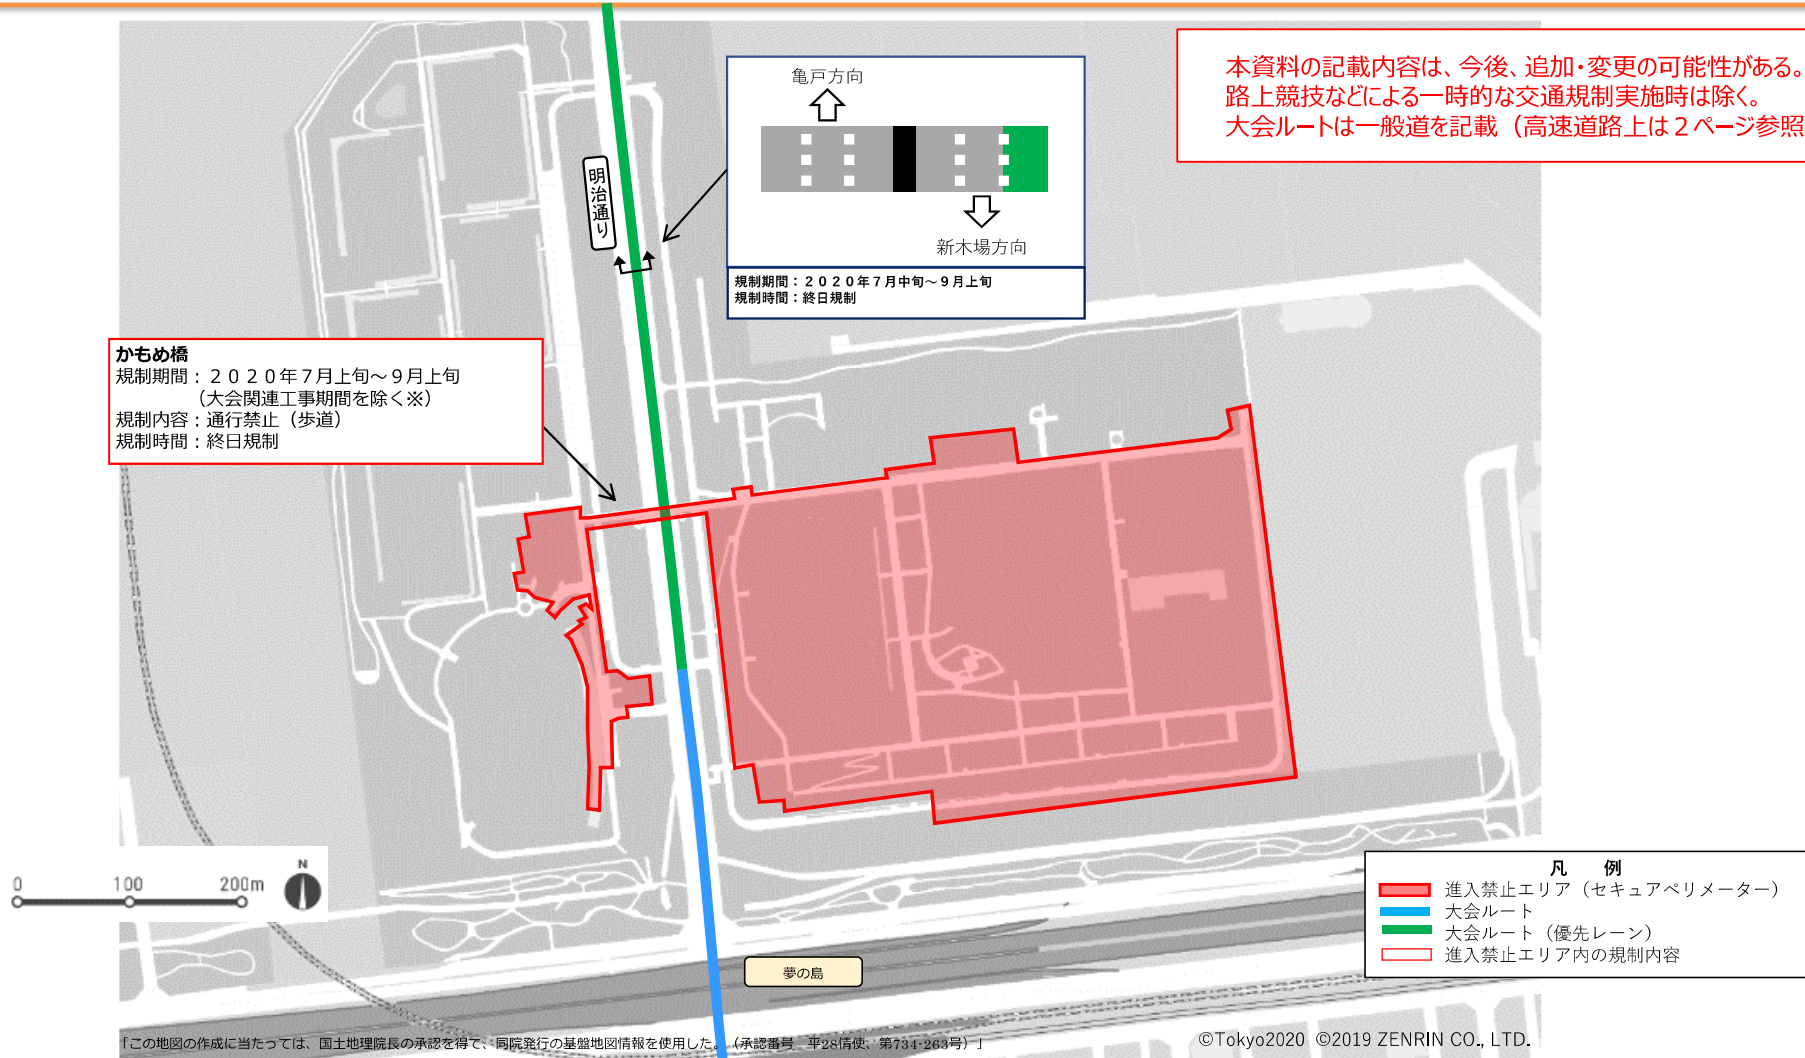 本資料の記載内容は、今後、追加・変更の可能性がある。
路上競技などによる一時的な交通規制実施時は除く。
大会ルートは一般道を記載（高速道路上は２ページ参照
亀戸方向
新木場方向
規制期間：２０２０年７月中旬～９月上旬
規制時間：終日規制
明治通り
かもめ橋
規制期間：２０２０年７月上旬～９月上旬
（大会関連工事期間を除く※）
規制内容：通行禁止（歩道）
規制時間：終日規制
0 100 200m
N
凡 例
進入禁止エリア（セキュアペリメーター）
大会ルート
大会ルート（優先レーン）
進入禁止エリア内の規制内容
夢の島
「この地図の作成に当たっては、国土地理院長の承認を得て、同院発行の基盤地図情報を使用した。（承認番号 平28情使、第734-263号）」
©Tokyo2020 ©2019 ZENRIN CO., LTD.